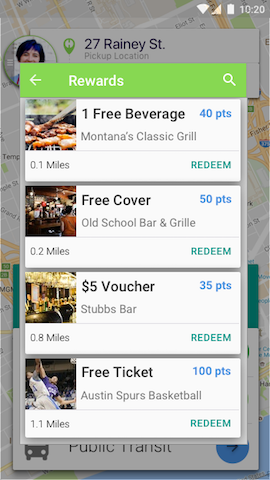 10:20
27 Rainey St.
Pickup Location
Rewards
1 Free Beverage 40 pts
Montana's Classic Grill
0.1 Miles REDEEM
Free Cover 50 pts
Old School Bar & Grille
0.2 Miles REDEEM
$5 Voucher 35 pts
Stubbs Bar
0.8 Miles REDEEM
Free Ticket 100 pts
Austin Spurs Basketball
1.1 Miles REDEEM
Public Transit